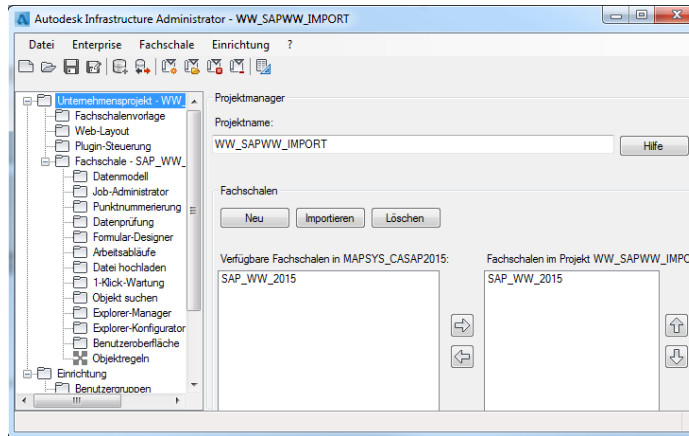 Autodesk Infrastructure Administrator - WW_SAPWW_IMPORT
Datei Enterprise Fachschale Einrichtung ?
Unternehmensprojekt - WW_
Fachschalenvorlage
Web-Layout
Plugin-Steuerung
Fachschale - SAP_WW_
Datenmodell
Job-Administrator
Punktnummerierung
Datenprüfung
Formular-Designer
Arbeitsabläufe
Datei hochladen
1-Klick-Wartung
Objekt suchen
Explorer-Manager
Explorer-Konfigurator
Benutzeroberfläche
Objektregeln
Einrichtung
Benutzergruppen
Projektmanager
Projektname:
WW_SAPWW_IMPORT
Hilfe
Fachschalen
Neu Importieren Löschen
Verfügbare Fachschalen in MAPSYS_CASAP2015:
SAP_WW_2015
Fachschalen im Projekt WW_SAPWW_IMPO
SAP_WW_2015